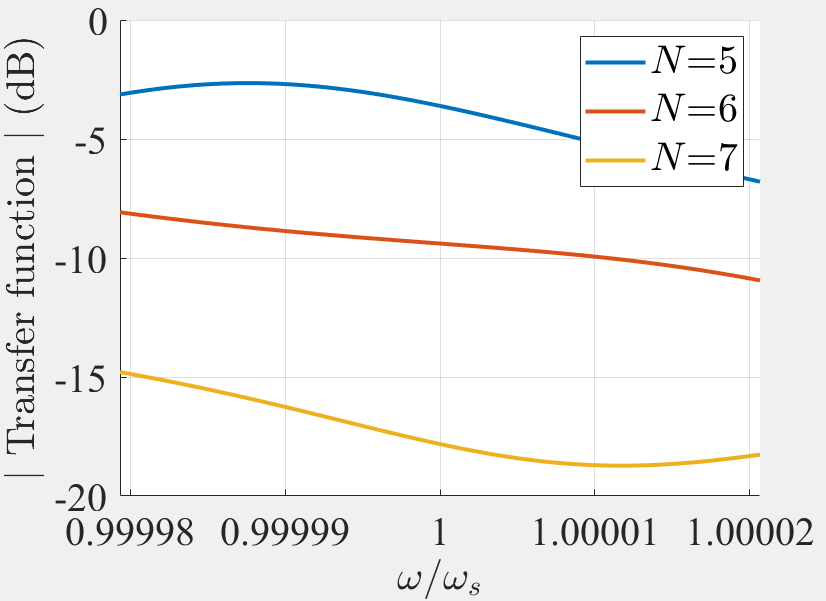 | Transfer function | (dB)
0
-5
-10
-15
-20
N=5
N=6
N=7
0.99998 0.99999 1 1.00001 1.00002
ω/ωₛ